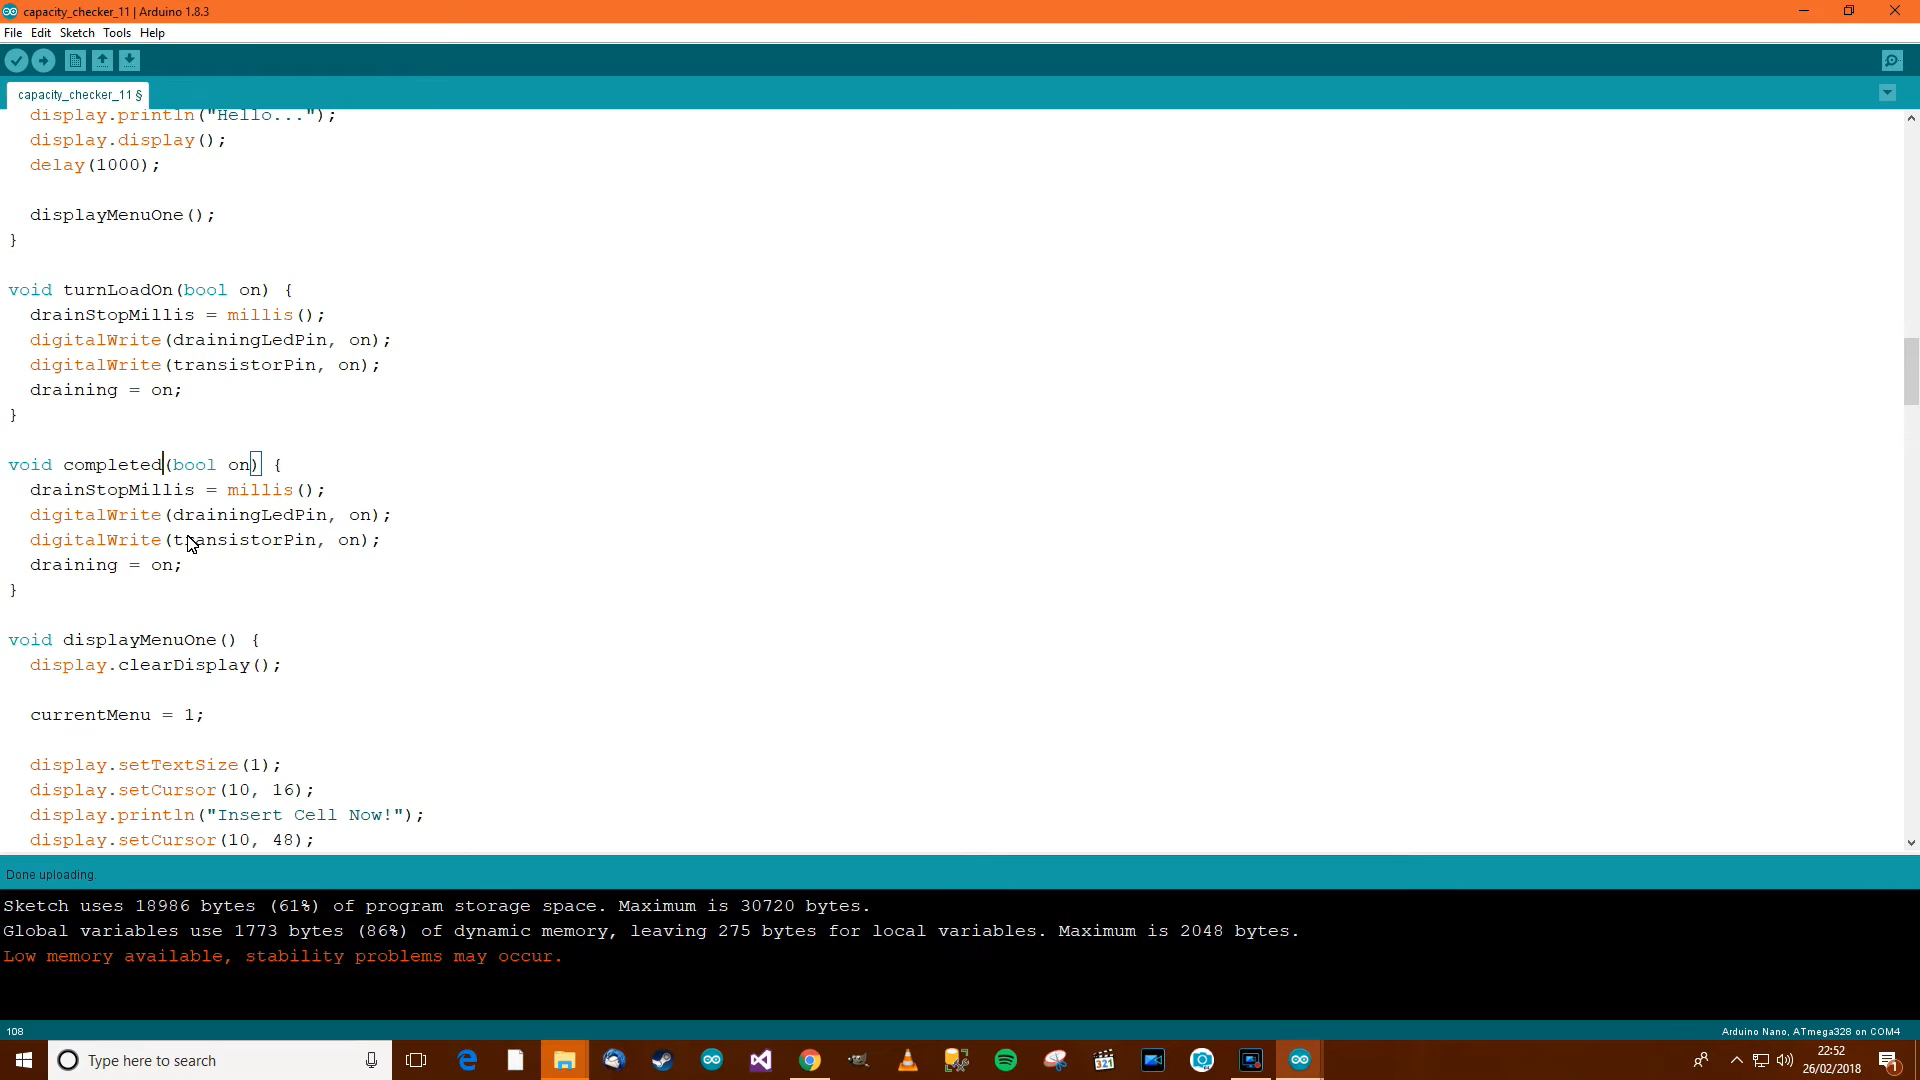 capacity_checker_11 | Arduino 1.8.3
File Edit Sketch Tools Help
capacity_checker_11 §
display.println("Hello...");
display.display();
delay(1000);
displayMenuOne();
}
void turnLoadOn(bool on) {
drainStopMillis = millis();
digitalWrite(drainingLedPin, on);
digitalWrite(transistorPin, on);
draining = on;
}
void completed(bool on) {
drainStopMillis = millis();
digitalWrite(drainingLedPin, on);
digitalWrite(transistorPin, on);
draining = on;
}
void displayMenuOne() {
display.clearDisplay();
currentMenu = 1;
display.setTextSize(1);
display.setCursor(10, 16);
display.println("Insert Cell Now!");
display.setCursor(10, 48);
Done uploading.
Sketch uses 18986 bytes (61%) of program storage space. Maximum is 30720 bytes.
Global variables use 1773 bytes (86%) of dynamic memory, leaving 275 bytes for local variables. Maximum is 2048 bytes.
Low memory available, stability problems may occur.
108
Arduino Nano, ATmega328 on COM4
Type here to search
321
22:52
26/02/2018
1